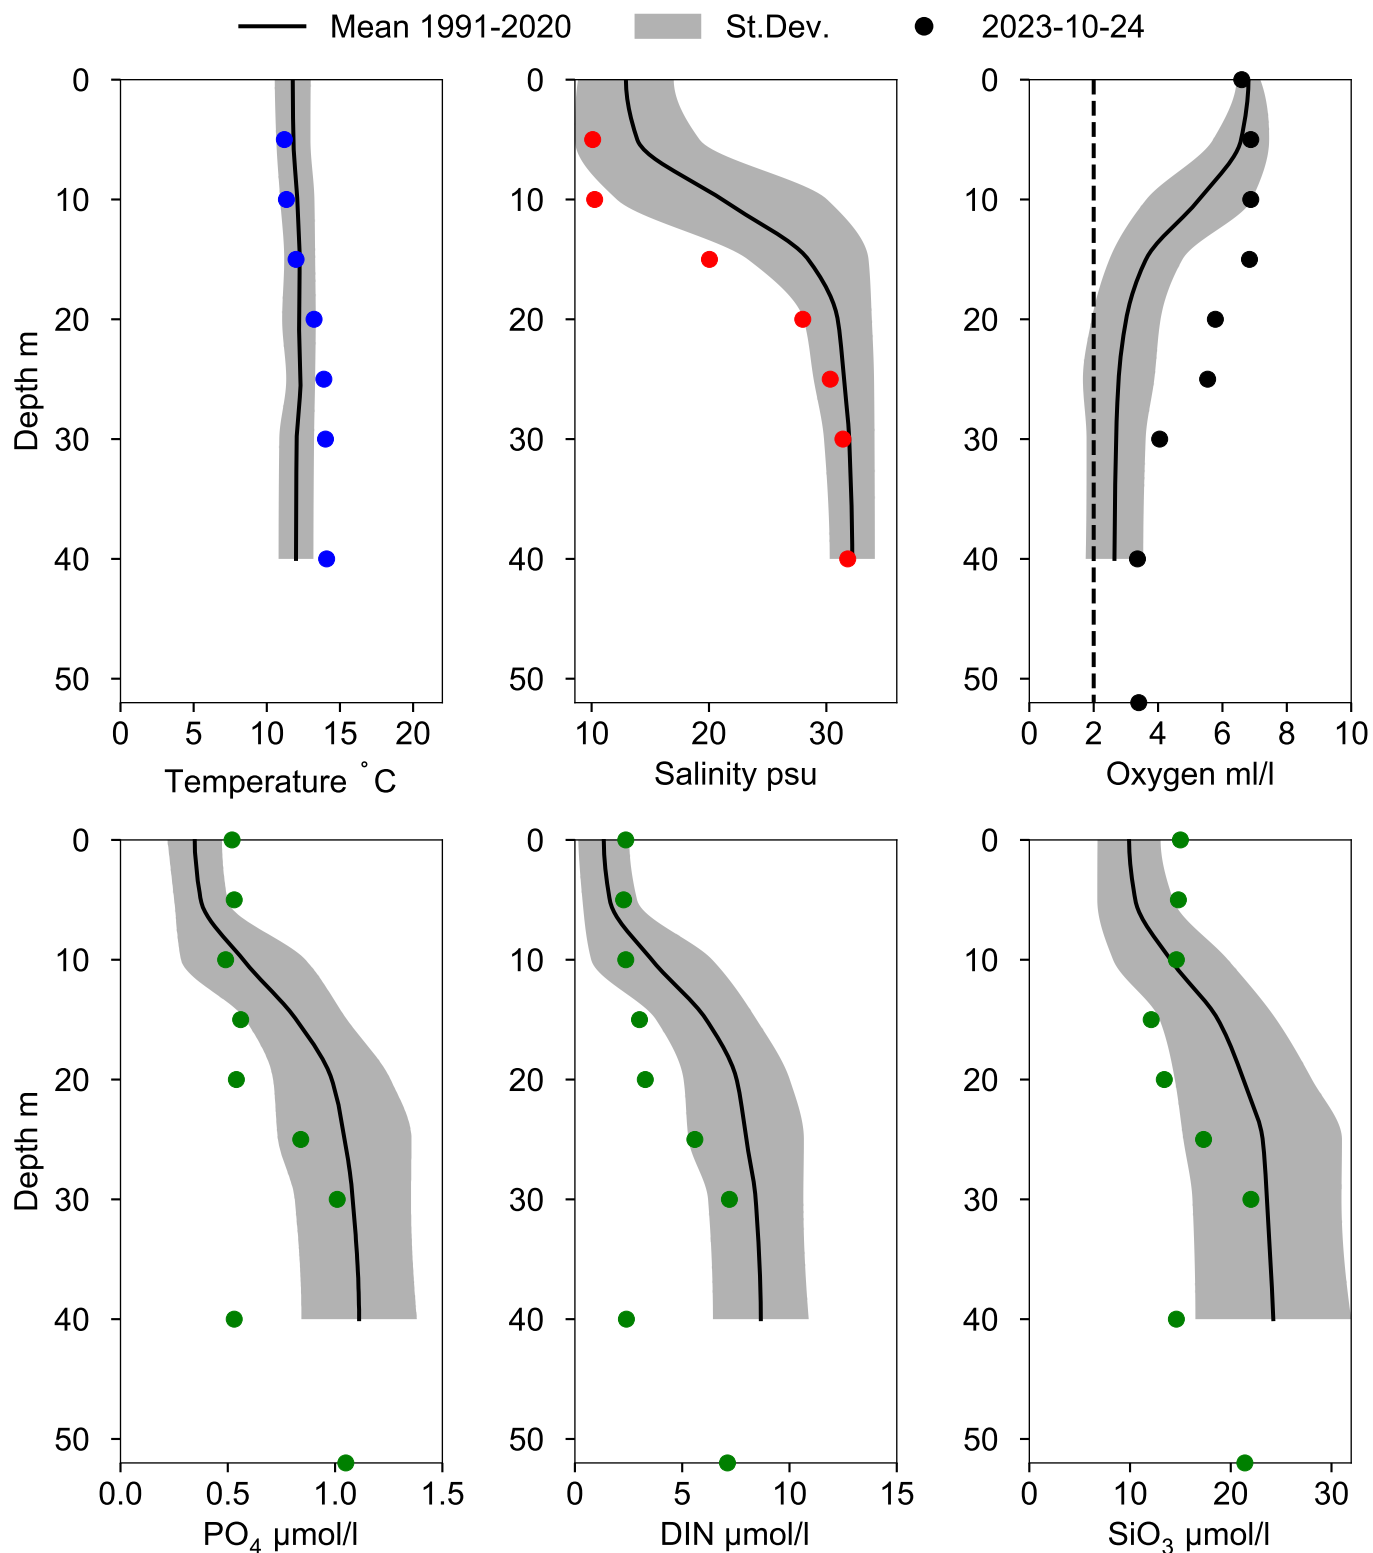 Mean 1991-2020 St.Dev. 2023-10-24
0 10 20 30 40 50
Depth m
0 5 10 15 20
Temperature °C
0 10 20 30 40 50
10 20 30
Salinity psu
0 10 20 30 40 50
0 2 4 6 8 10
Oxygen ml/l
0 10 20 30 40 50
Depth m
0.0 0.5 1.0 1.5
PO₄ µmol/l
0 10 20 30 40 50
0 5 10 15
DIN µmol/l
0 10 20 30 40 50
0 10 20 30
SiO₃ µmol/l